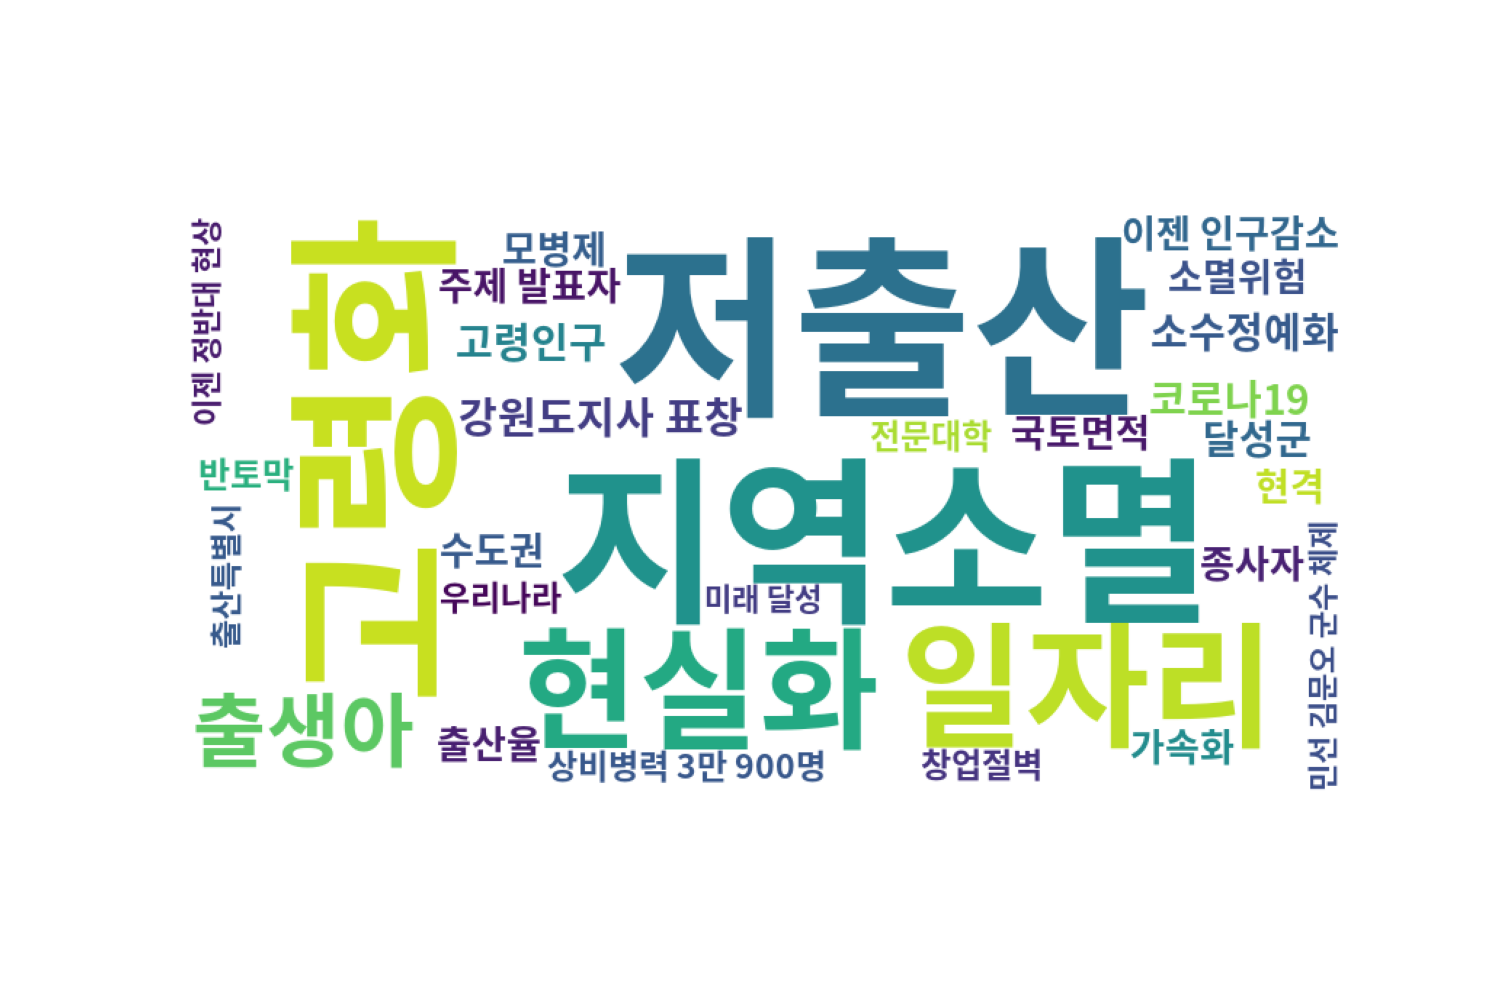 이젠 정반대 현상
고령화
모병제
저출산
이젠 인구감소
주제 발표자
소멸위험
고령인구
소수정예화
강원도지사 표창
코로나19
전문대학
국토면적
달성군
반토막
지역소멸
현격
출산특별시
수도권
종사자
민선 김문오 군수 체제
우리나라
미래 달성
현실화
일자리
출생아
출산율
가속화
상비병력 3만 900명
창업절벽